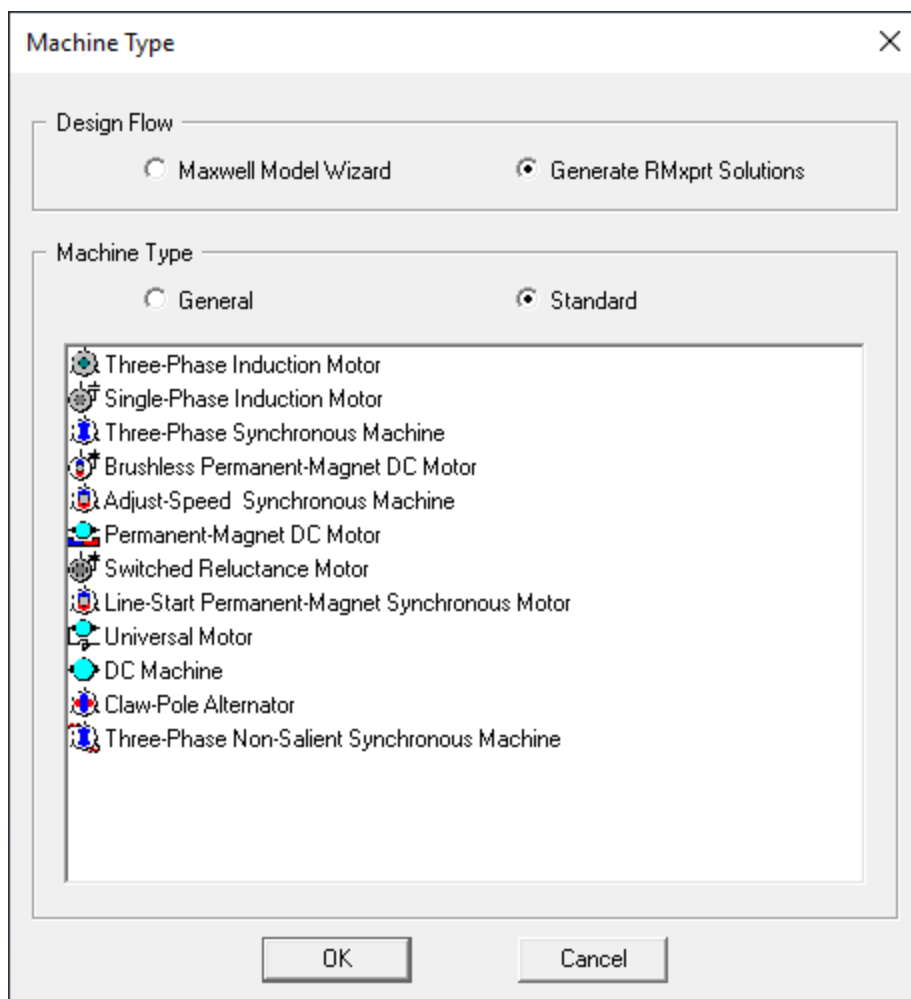 Machine Type
Design Flow
Maxwell Model Wizard Generate RMxprt Solutions
Machine Type
General Standard
Three-Phase Induction Motor
Single-Phase Induction Motor
Three-Phase Synchronous Machine
Brushless Permanent-Magnet DC Motor
Adjust-Speed  Synchronous Machine
Permanent-Magnet DC Motor
Switched Reluctance Motor
Line-Start Permanent-Magnet Synchronous Motor
Universal Motor
DC Machine
Claw-Pole Alternator
Three-Phase Non-Salient Synchronous Machine
OK Cancel